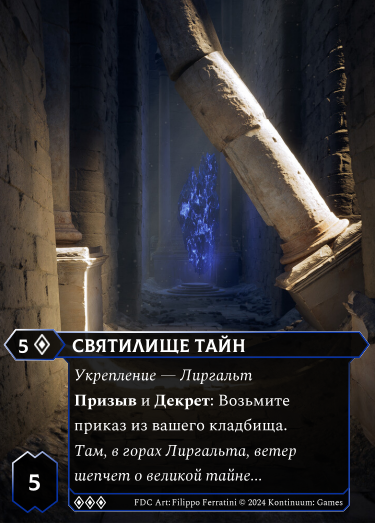 5 СВЯТИЛИЩЕ ТАЙН
Укрепление — Лиргальт
Призыв и Декрет: Возьмите
приказ из вашего кладбища.
Там, в горах Лиргальта, ветер
шепчет о великой тайне...
5
FDC Art: Filippo Ferratini © 2024 Kontinuum: Games